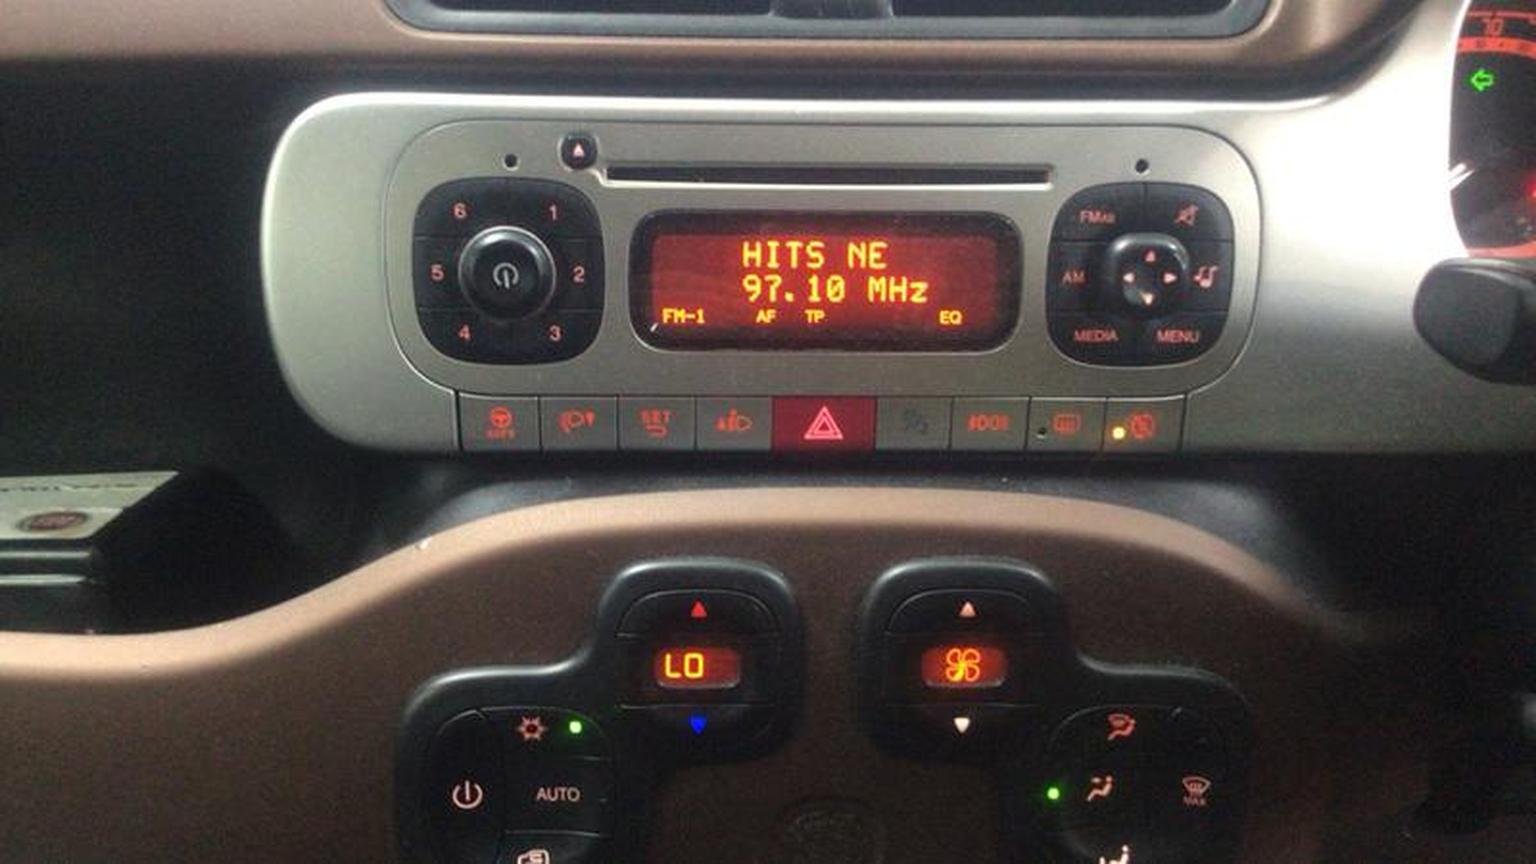 70
6 1
5 2
4 3
HITS NE
97.10 MHz
FM-1 AF TP EQ
FMAS
AM
MEDIA MENU
SET
LO
AUTO
MAX